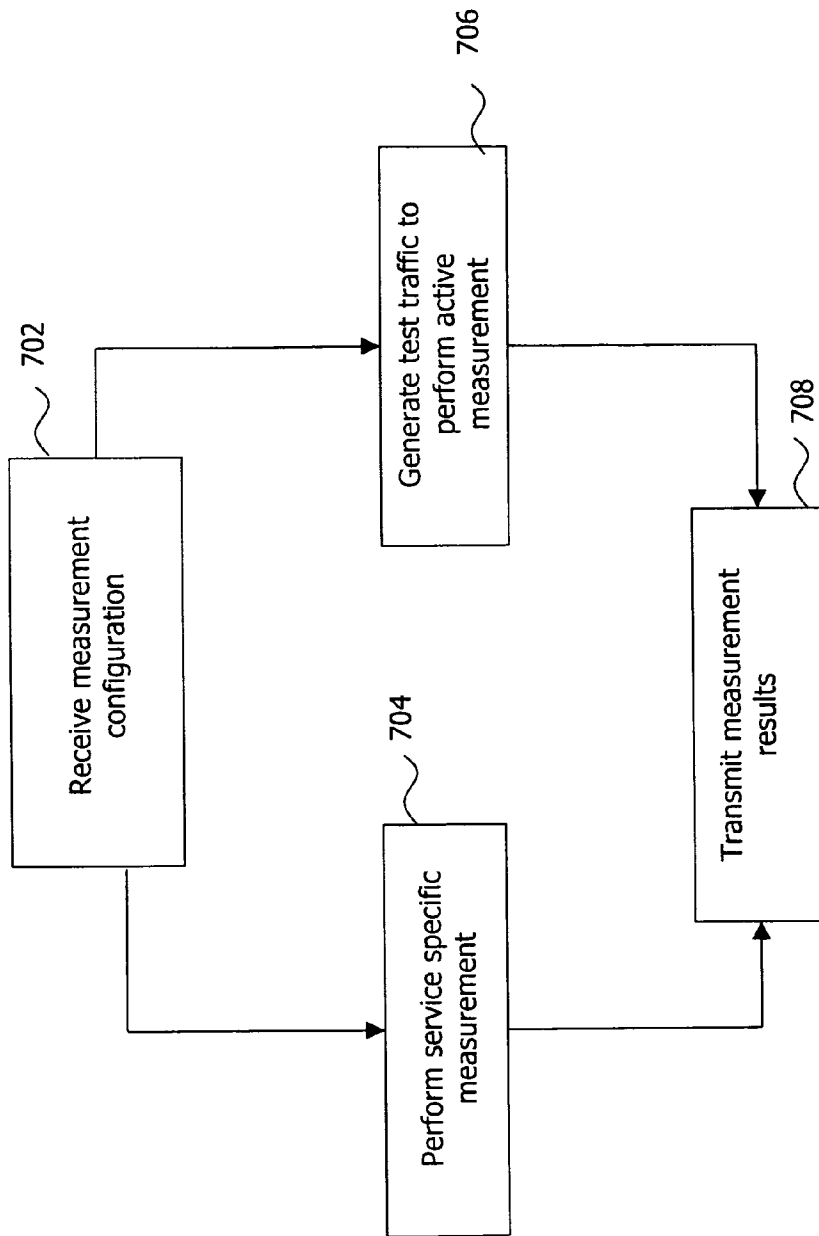 702
Receive measurement
configuration
704
Perform service specific
measurement
706
Generate test traffic to
perform active
measurement
708
Transmit measurement
results